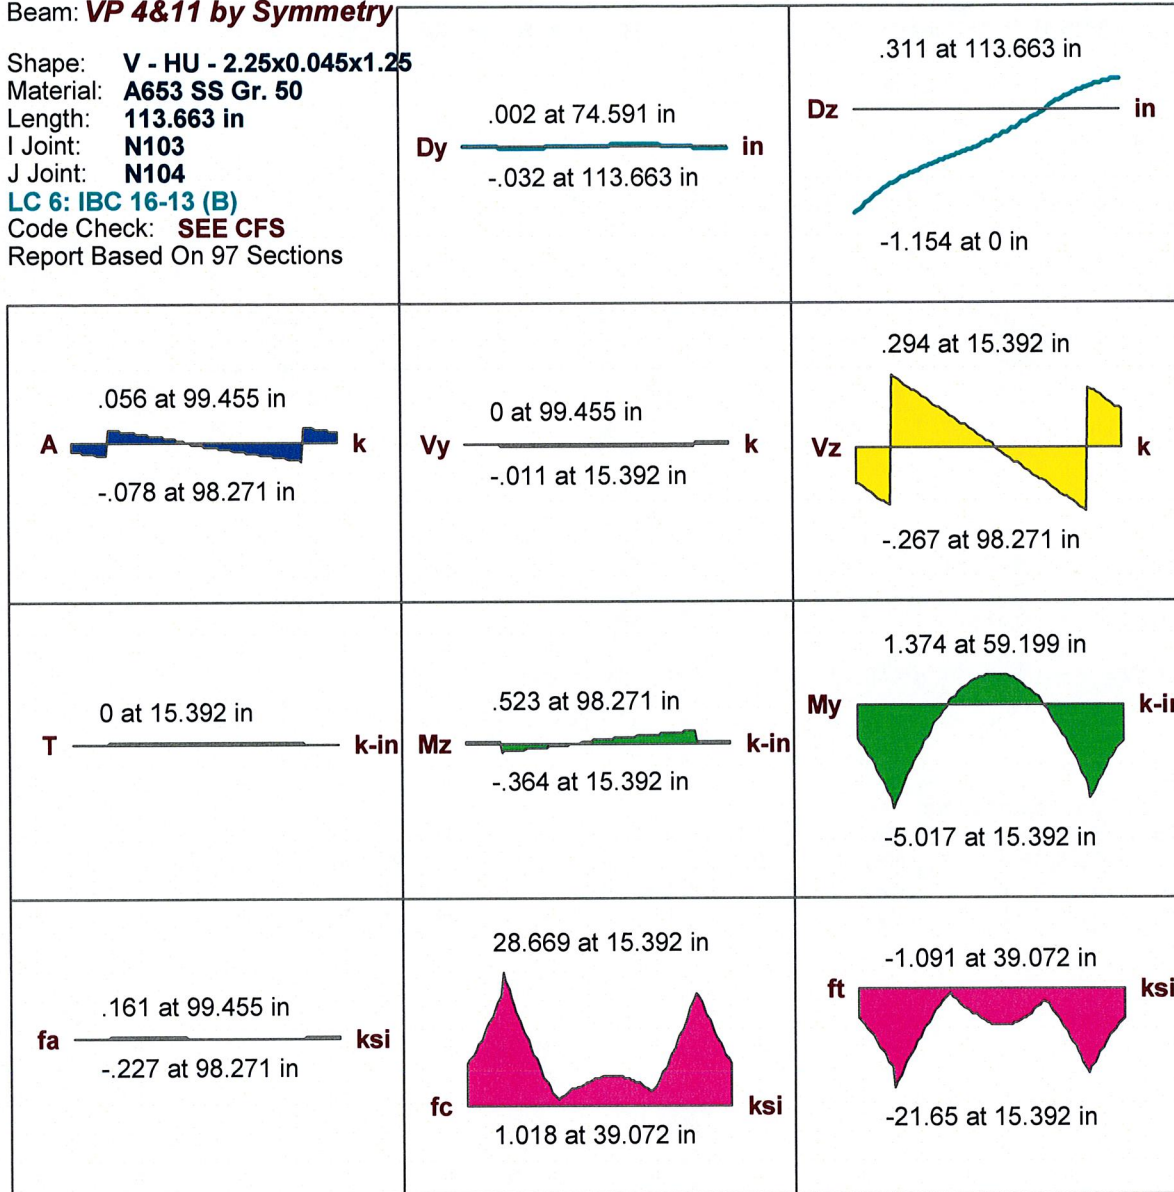 Beam: VP 4&11 by Symmetry
Shape: V - HU - 2.25x0.045x1.25
Material: A653 SS Gr. 50
Length: 113.663 in
I Joint: N103
J Joint: N104
LC 6: IBC 16-13 (B)
Code Check: SEE CFS
Report Based On 97 Sections
.002 at 74.591 in
Dy in
-.032 at 113.663 in
.311 at 113.663 in
Dz in
-1.154 at 0 in
.056 at 99.455 in
A k
-.078 at 98.271 in
0 at 99.455 in
Vy k
-.011 at 15.392 in
.294 at 15.392 in
Vz k
-.267 at 98.271 in
0 at 15.392 in
T k-in
.523 at 98.271 in
Mz k-in
-.364 at 15.392 in
1.374 at 59.199 in
My k-in
-5.017 at 15.392 in
.161 at 99.455 in
fa ksi
-.227 at 98.271 in
28.669 at 15.392 in
fc ksi
1.018 at 39.072 in
-1.091 at 39.072 in
ft ksi
-21.65 at 15.392 in